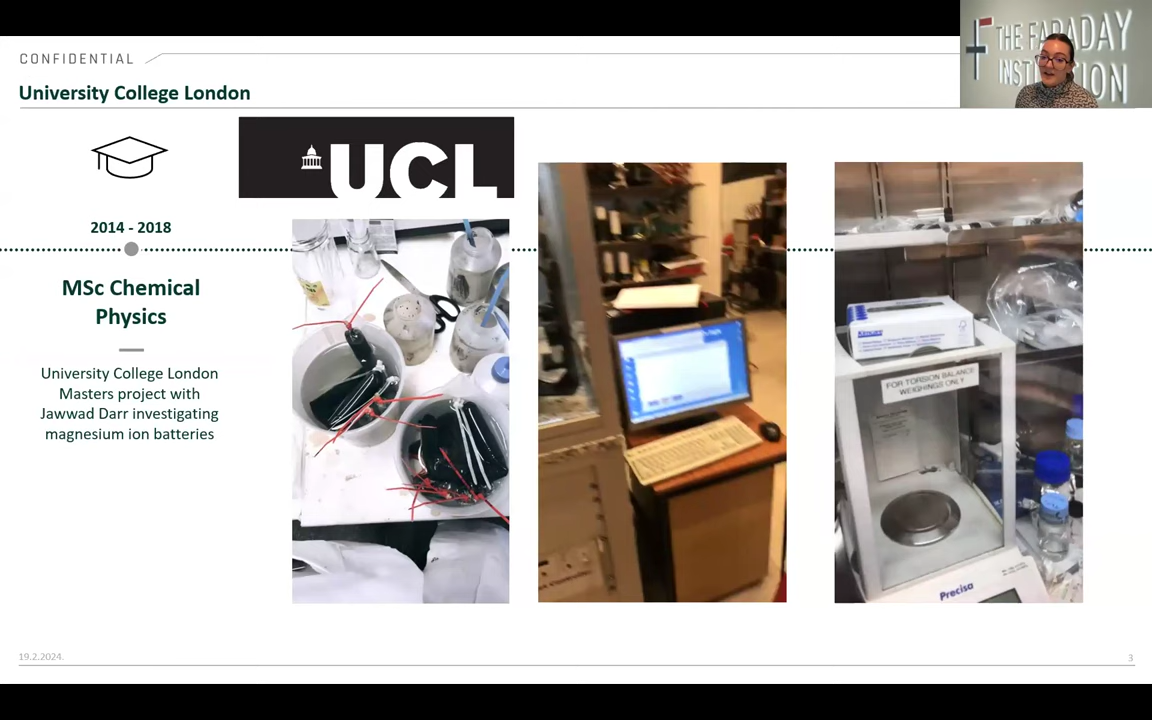 CONFIDENTIAL
University College London
THE FARADAY
INSTITUTION
UCL
2014 - 2018
MSc Chemical
Physics
University College London
Masters project with
Jawwad Darr investigating
magnesium ion batteries
FOR TORSION BALANCE
WEIGHINGS ONLY
Precisa
19.2.2024.
3